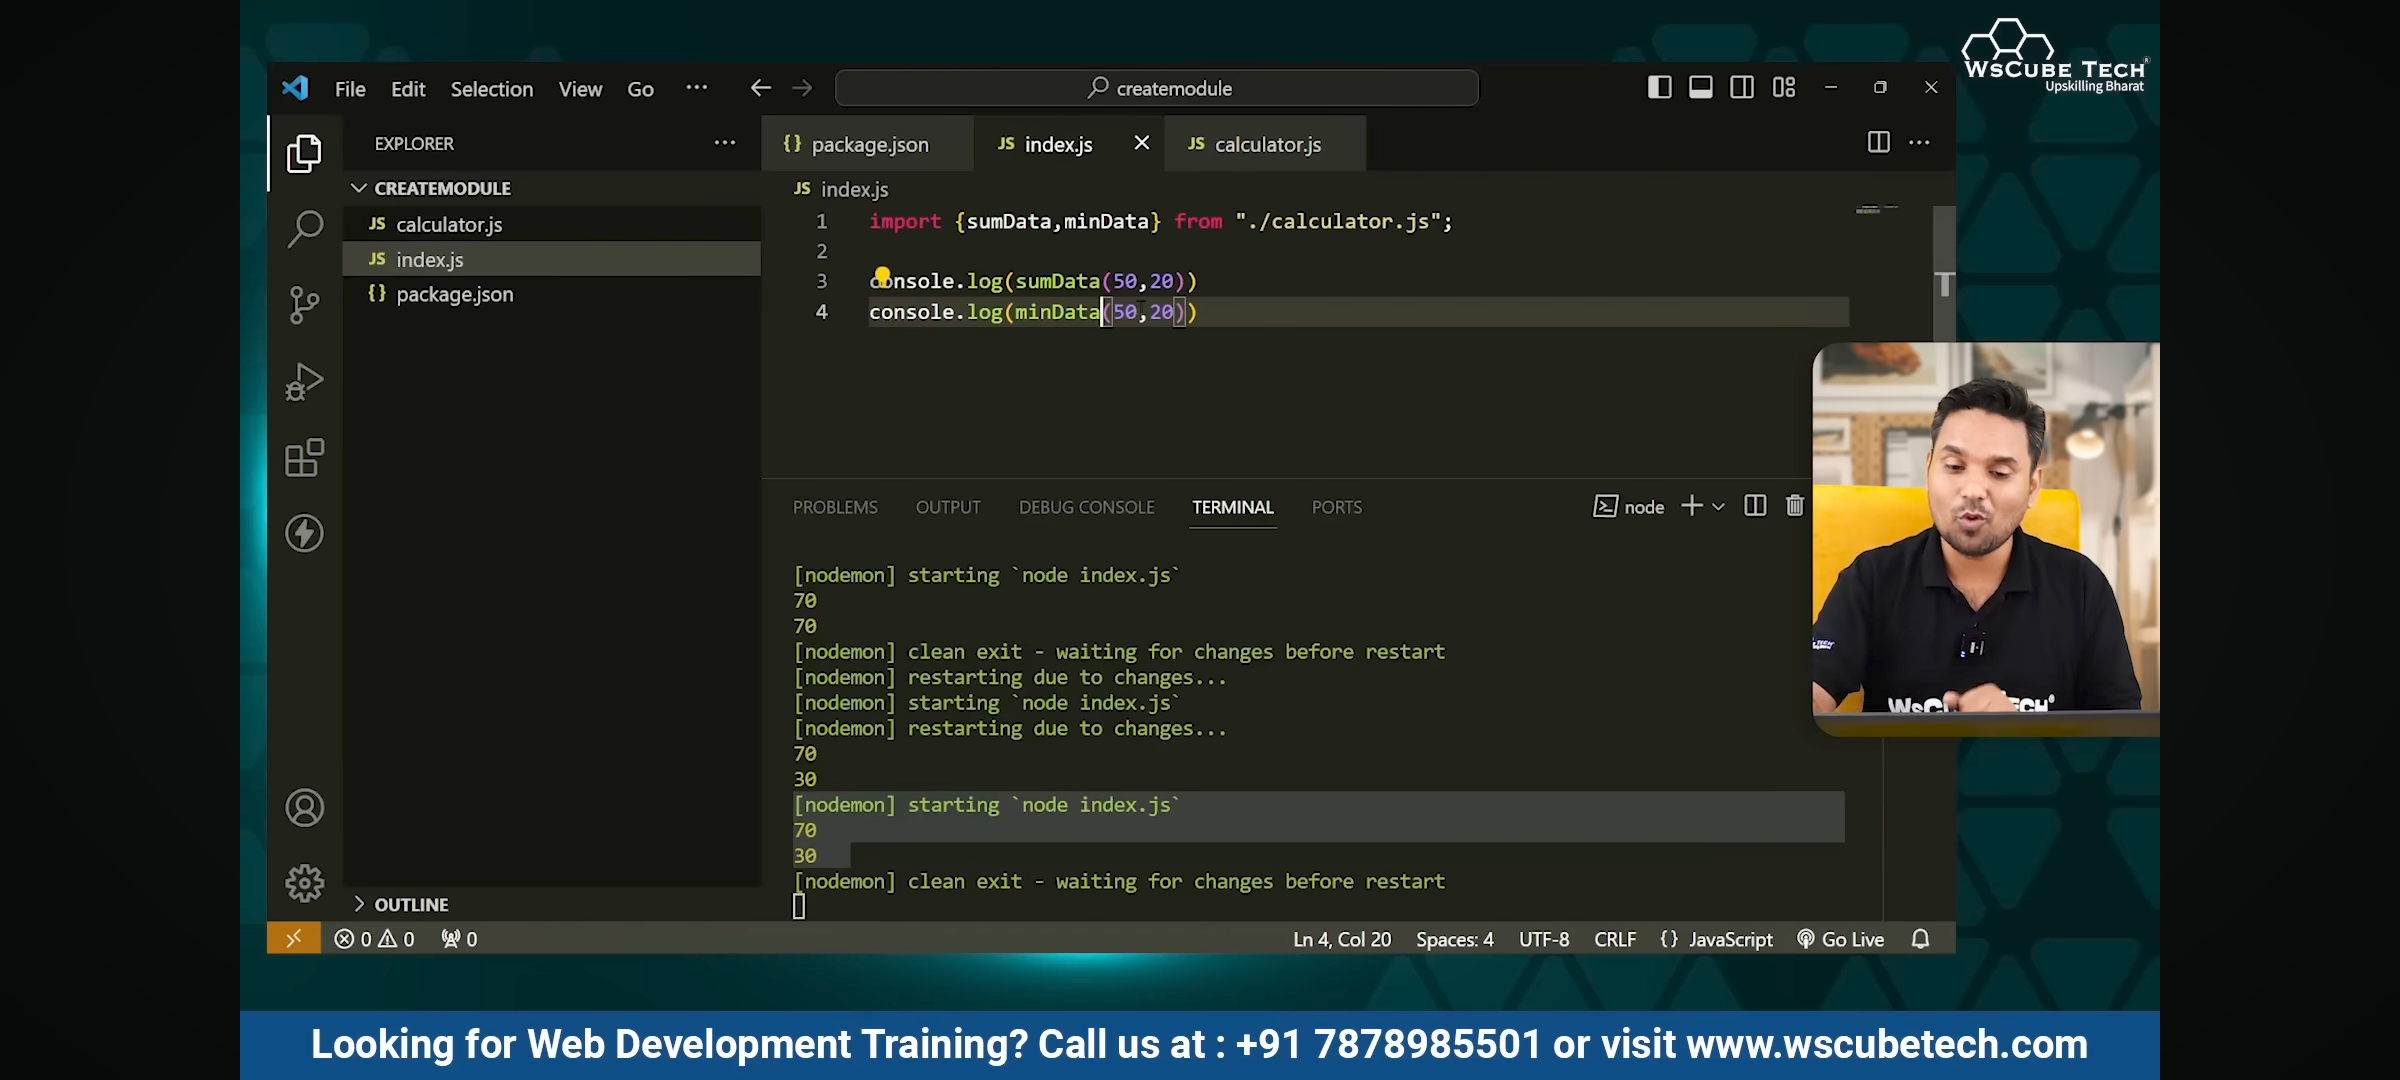 WSCUBE TECH®
Upskilling Bharat
File Edit Selection View Go ··· createmodule
EXPLORER ···
package.json index.js calculator.js ···
CREATEMODULE
calculator.js
index.js
package.json
OUTLINE
JS index.js
1 import {sumData,minData} from "./calculator.js";
2
3 console.log(sumData(50,20))
4 console.log(minData(50,20))
PROBLEMS OUTPUT DEBUG CONSOLE TERMINAL PORTS node
[nodemon] starting `node index.js`
70
70
[nodemon] clean exit - waiting for changes before restart
[nodemon] restarting due to changes...
[nodemon] starting `node index.js`
[nodemon] restarting due to changes...
70
30
[nodemon] starting `node index.js`
70
30
[nodemon] clean exit - waiting for changes before restart
0 0 0 Ln 4, Col 20 Spaces: 4 UTF-8 CRLF {} JavaScript Go Live
Looking for Web Development Training? Call us at : +91 7878985501 or visit www.wscubetech.com